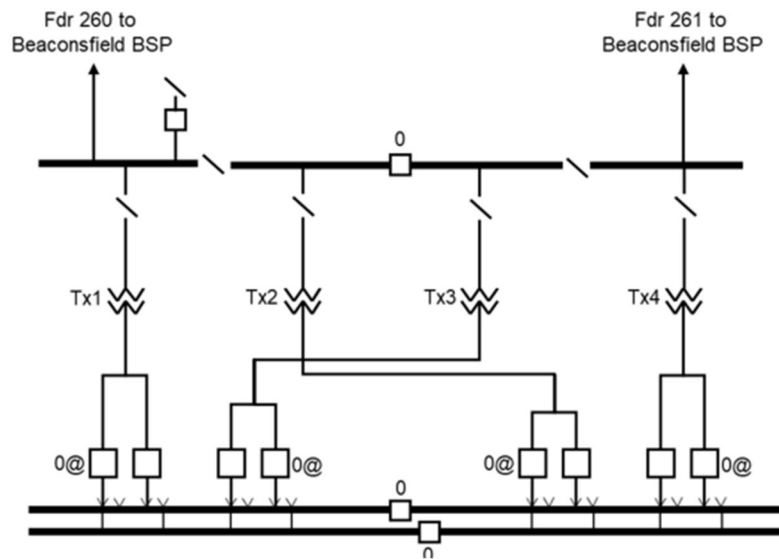 Fdr 260 to
Beaconsfield BSP
Fdr 261 to
Beaconsfield BSP
0
Tx1
Tx2
Tx3
Tx4
0@
0@
0@
0@
0
0